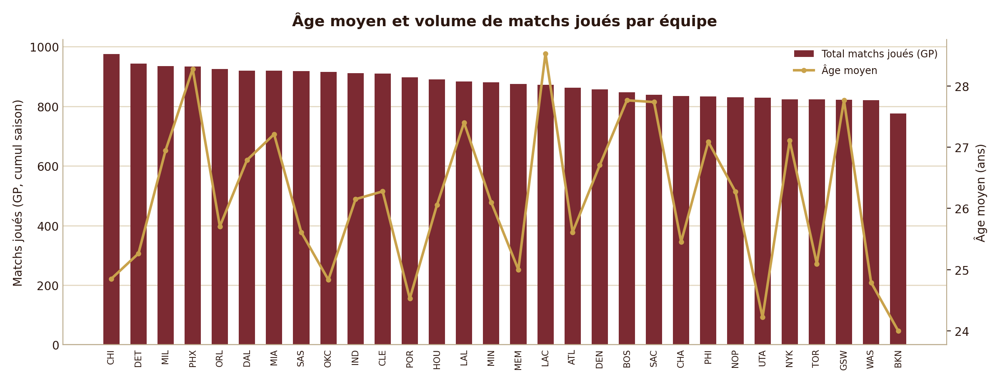 Âge moyen et volume de matchs joués par équipe
Matchs joués (GP, cumul saison)
1000
800
600
400
200
0
Total matchs joués (GP)
Âge moyen
28
27
26
25
24
Âge moyen (ans)
CHI
DET
MIL
PHX
ORL
DAL
MIA
SAS
OKC
IND
CLE
POR
HOU
LAL
MIN
MEM
LAC
ATL
DEN
BOS
SAC
CHA
PHI
NOP
UTA
NYK
TOR
GSW
WAS
BKN